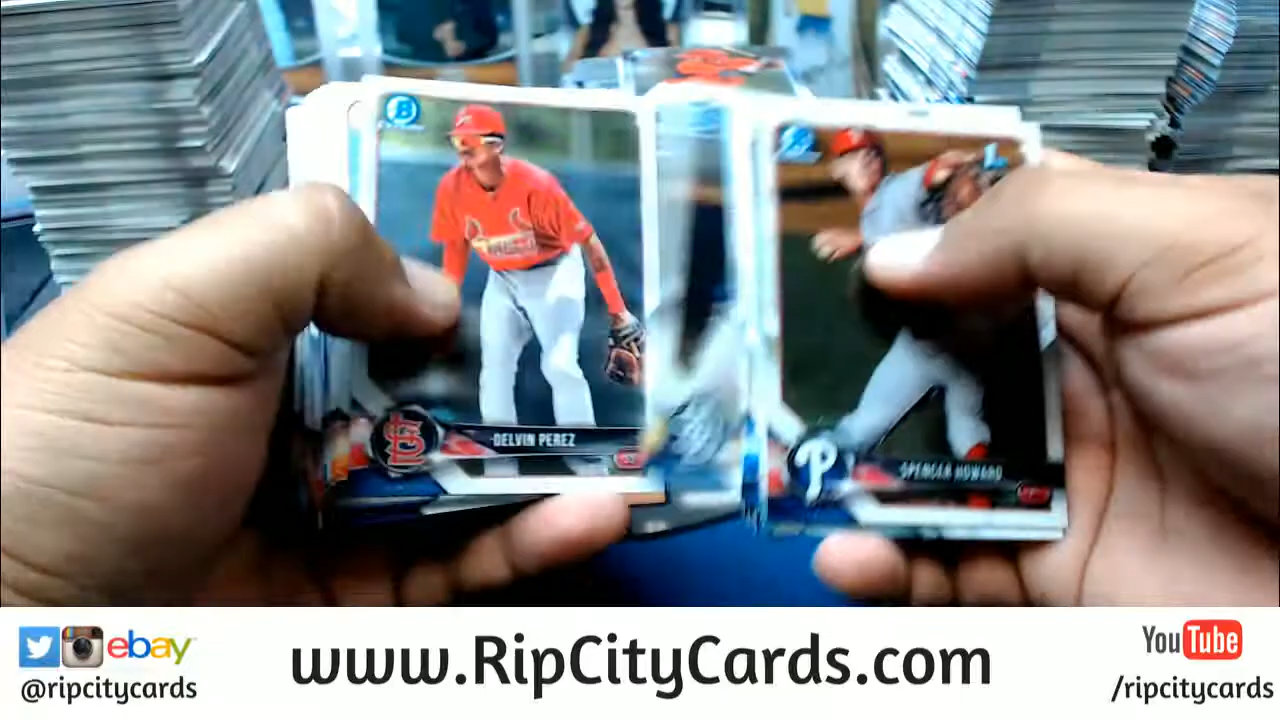 DELVIN PEREZ
SPENCER HOWARD
P
ebay
@ripcitycards
www.RipCityCards.com
YouTube
/ripcitycards